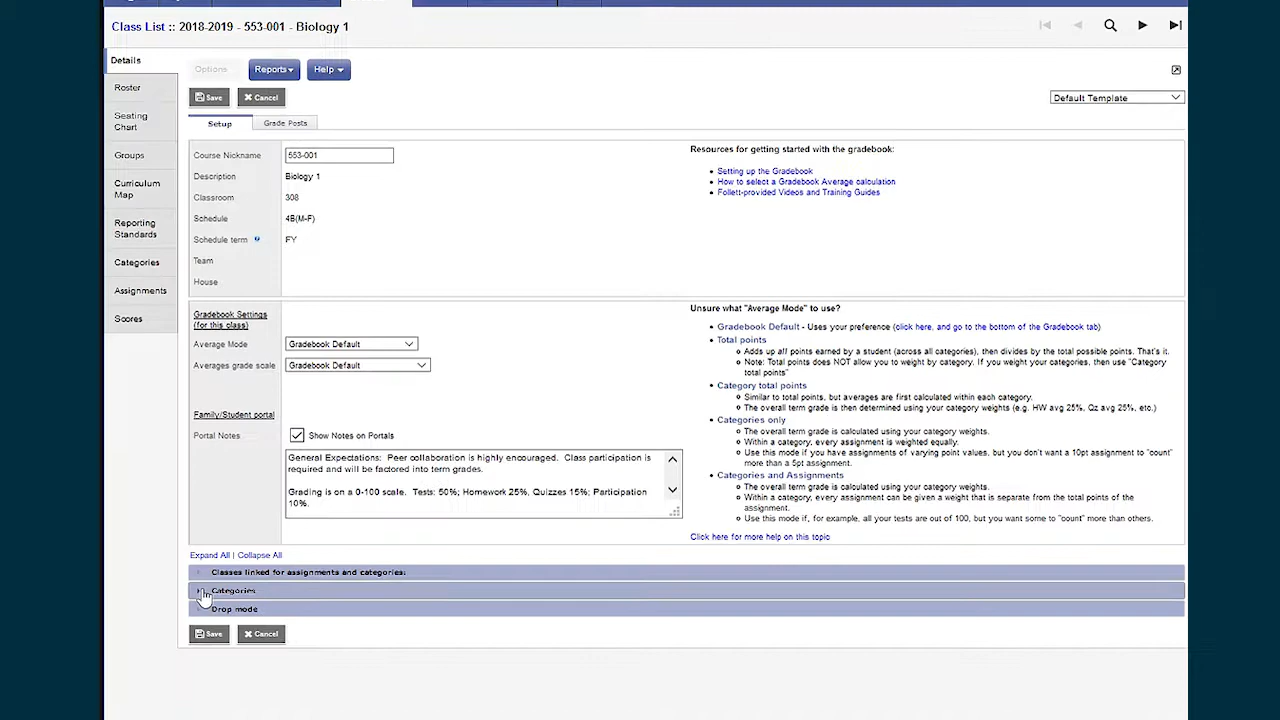 Class List :: 2018-2019 - 553-001 - Biology 1
Details
Roster
Seating
Chart
Groups
Curriculum
Map
Reporting
Standards
Categories
Assignments
Scores
Options
Reports
Help
Save
Cancel
Default Template
Setup
Grade Posts
Course Nickname
553-001
Description
Biology 1
Classroom
308
Schedule
4B(M-F)
Schedule term
FY
Team
House
Resources for getting started with the gradebook:
Setting up the Gradebook
How to select a Gradebook Average calculation
Follett-provided Videos and Training Guides
Gradebook Settings
(for this class)
Average Mode
Gradebook Default
Averages grade scale
Gradebook Default
Family/Student portal
Portal Notes
Show Notes on Portals
General Expectations: Peer collaboration is highly encouraged. Class participation is
required and will be factored into term grades.
Grading is on a 0-100 scale. Tests: 50%; Homework 25%, Quizzes 15%; Participation
10%.
Unsure what "Average Mode" to use?
Gradebook Default - Uses your preference (click here, and go to the bottom of the Gradebook tab)
Total points
Adds up all points earned by a student (across all categories), then divides by the total possible points. That's it.
Note: Total points does NOT allow you to weight by category. If you weight your categories, then use "Category
total points"
Category total points
Similar to total points, but averages are first calculated within each category.
The overall term grade is then determined using your category weights (e.g. HW avg 25%, Qz avg 25%, etc.)
Categories only
The overall term grade is calculated using your category weights.
Within a category, every assignment is weighted equally.
Use this mode if you have assignments of varying point values, but you don't want a 10pt assignment to "count"
more than a 5pt assignment.
Categories and Assignments
The overall term grade is calculated using your category weights.
Within a category, every assignment can be given a weight that is separate from the total points of the
assignment.
Use this mode if, for example, all your tests are out of 100, but you want some to "count" more than others.
Click here for more help on this topic
Expand All | Collapse All
Classes linked for assignments and categories:
Categories
Drop mode
Save
Cancel